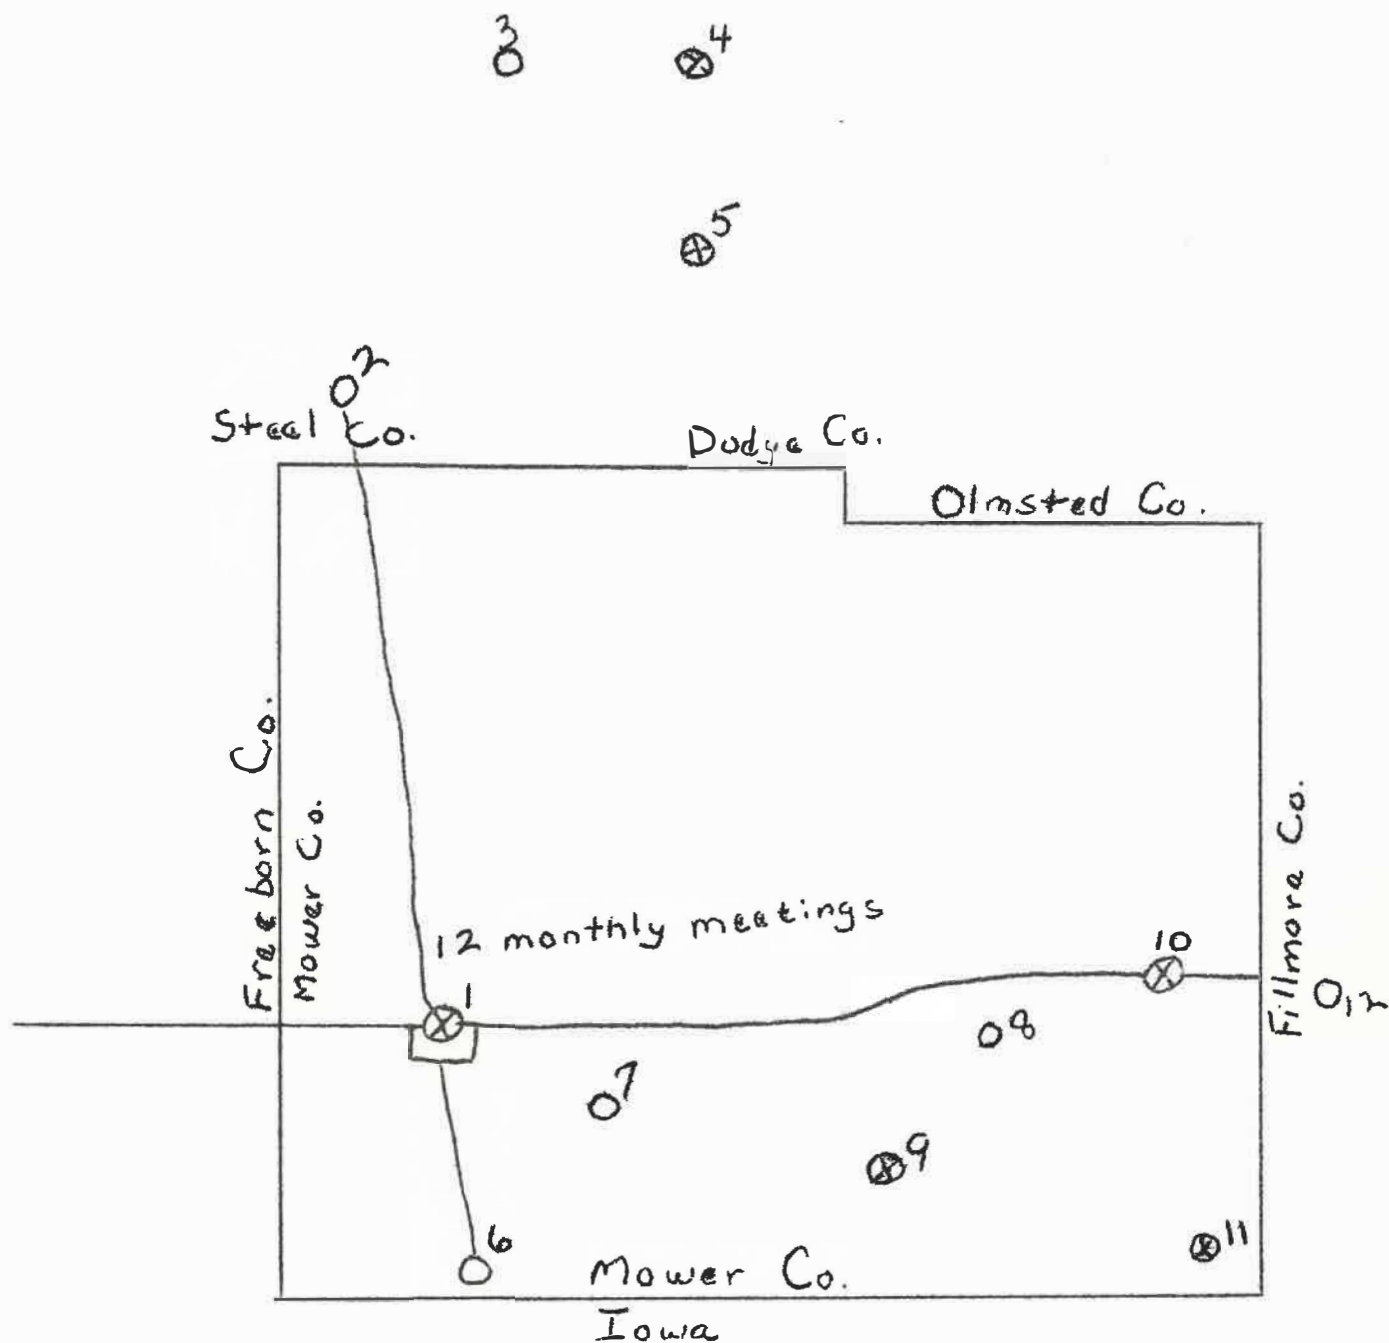 3
4
5
2
Steel Co.
Dodge Co.
Olmsted Co.
Freeborn Co.
Mower Co.
Fillmore Co.
12 monthly meetings
1
10
12
8
7
9
6
11
Mower Co.
Iowa